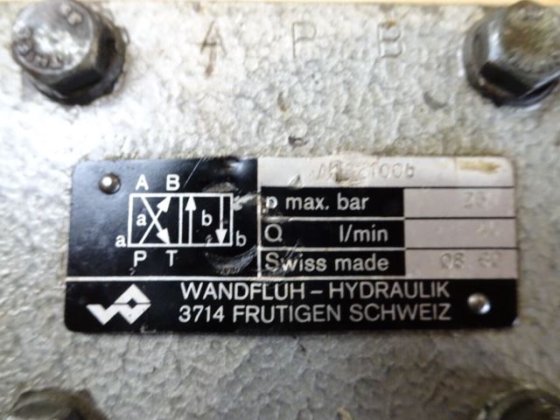 A P B
A B
a b
a b
P T
p max. bar
Q l/min
Swiss made
WANDFLUH - HYDRAULIK
3714 FRUTIGEN SCHWEIZ